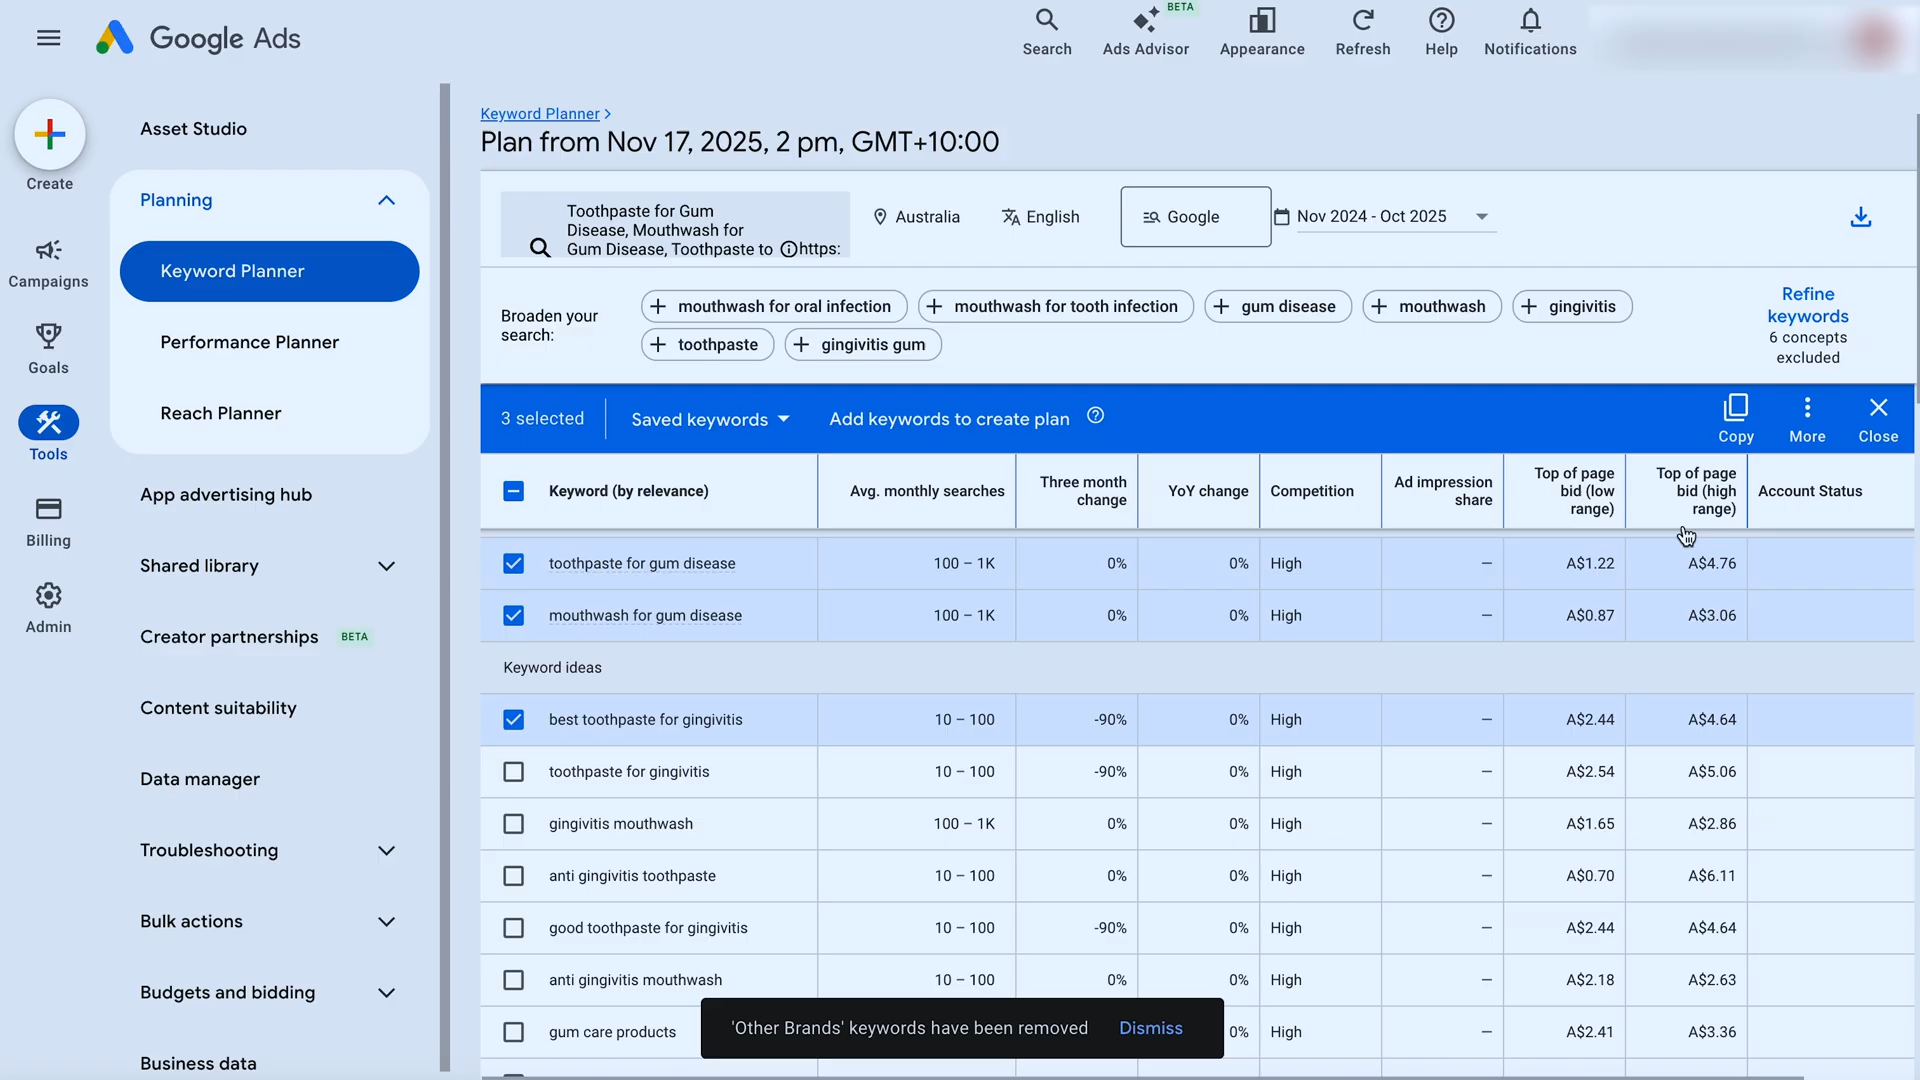 Google Ads
Search
BETA
Ads Advisor
Appearance
Refresh
Help
Notifications
Create
Campaigns
Goals
Tools
Billing
Admin
Asset Studio
Planning
Keyword Planner
Performance Planner
Reach Planner
App advertising hub
Shared library
Creator partnerships BETA
Content suitability
Data manager
Troubleshooting
Bulk actions
Budgets and bidding
Business data
Keyword Planner >
Plan from Nov 17, 2025, 2 pm, GMT+10:00
Toothpaste for Gum
Disease, Mouthwash for
Gum Disease, Toothpaste to https:
Australia
English
Google
Nov 2024 - Oct 2025
Broaden your
search:
mouthwash for oral infection
mouthwash for tooth infection
gum disease
mouthwash
gingivitis
toothpaste
gingivitis gum
Refine
keywords
6 concepts
excluded
3 selected
Saved keywords
Add keywords to create plan
Copy
More
Close
Keyword (by relevance)
Avg. monthly searches
Three month
change
YoY change
Competition
Ad impression
share
Top of page
bid (low
range)
Top of page
bid (high
range)
Account Status
toothpaste for gum disease 100 – 1K 0% 0% High – A$1.22 A$4.76
mouthwash for gum disease 100 – 1K 0% 0% High – A$0.87 A$3.06
Keyword ideas
best toothpaste for gingivitis 10 – 100 -90% 0% High – A$2.44 A$4.64
toothpaste for gingivitis 10 – 100 -90% 0% High – A$2.54 A$5.06
gingivitis mouthwash 100 – 1K 0% 0% High – A$1.65 A$2.86
anti gingivitis toothpaste 10 – 100 0% 0% High – A$0.70 A$6.11
good toothpaste for gingivitis 10 – 100 -90% 0% High – A$2.44 A$4.64
anti gingivitis mouthwash 10 – 100 0% 0% High – A$2.18 A$2.63
gum care products 0% High – A$2.41 A$3.36
'Other Brands' keywords have been removed Dismiss